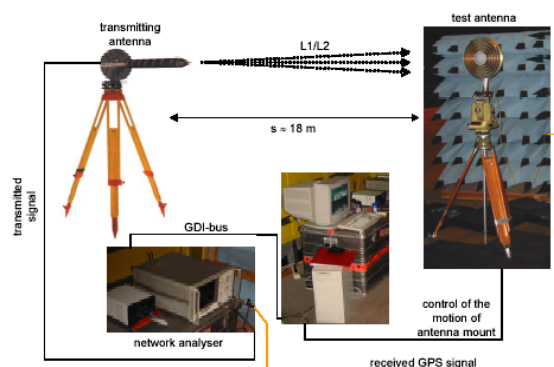 transmitting
antenna
test antenna
L1/L2
s ≈ 18 m
transmitted
signal
GDI-bus
network analyser
control of the
motion of
antenna mount
received GPS signal